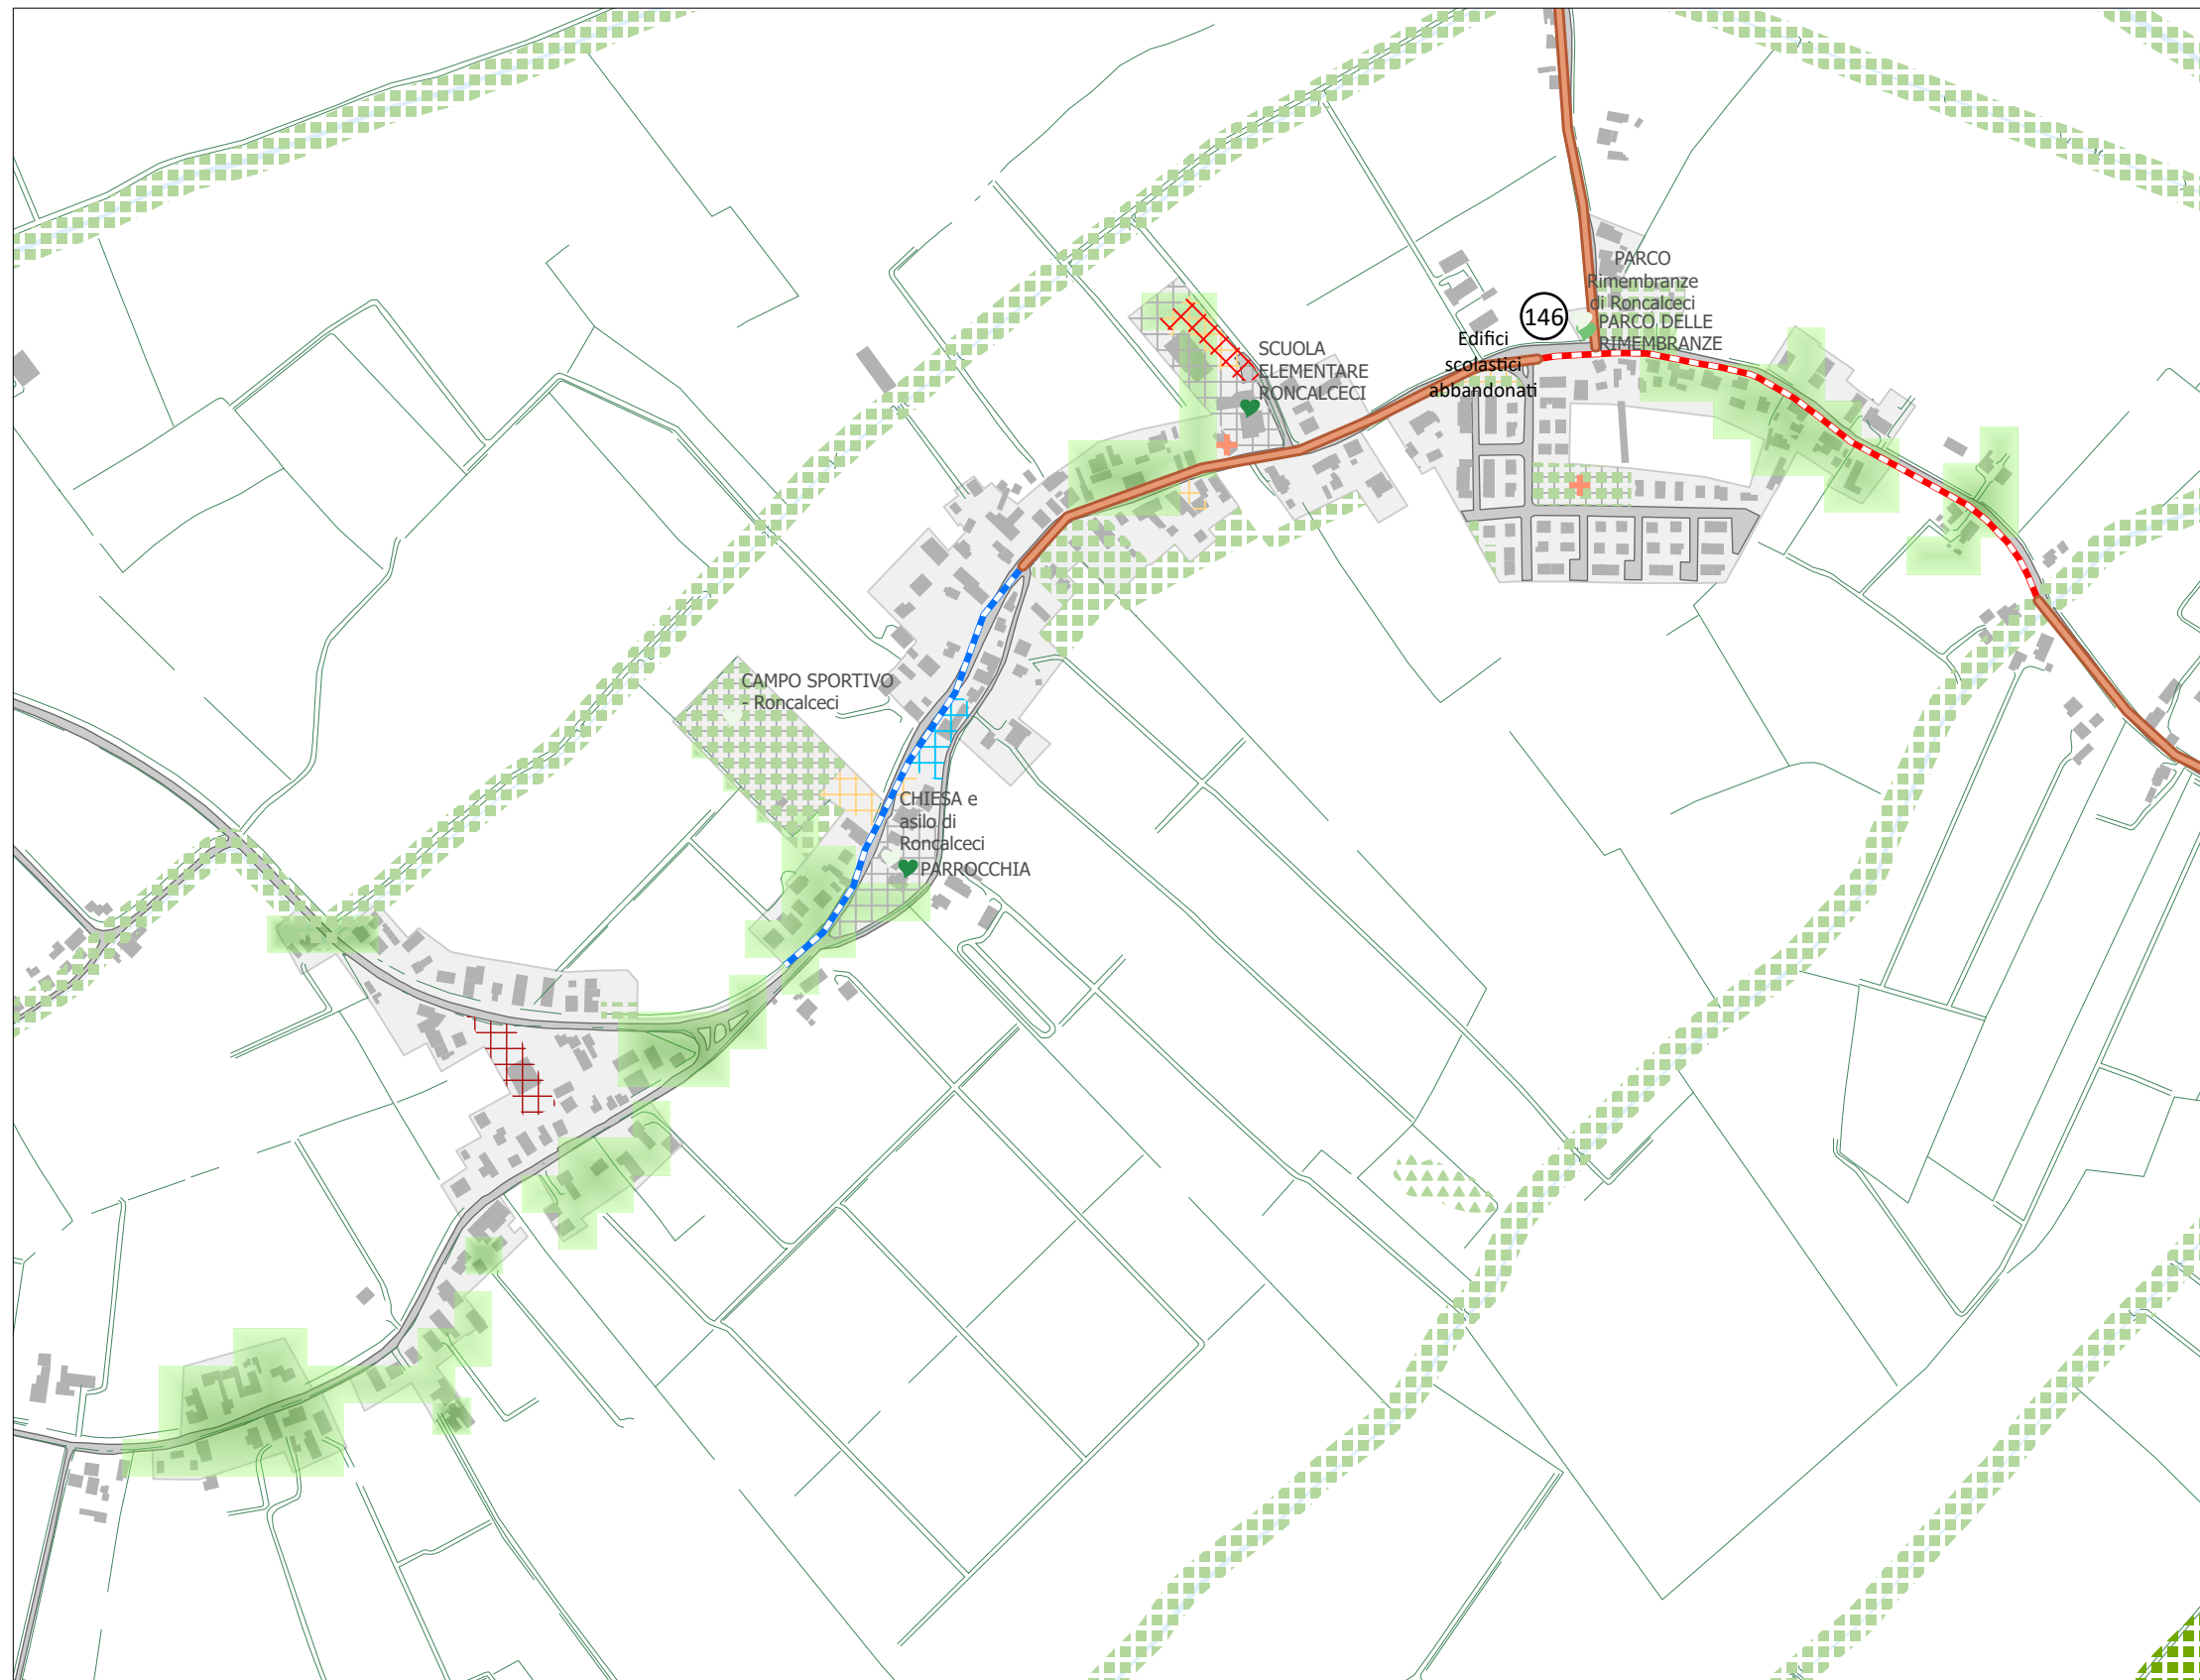 PARCO
Rimembranze
di Roncalceci
PARCO DELLE
RIMEMBRANZE
146
Edifici
scolastici
abbandonati
SCUOLA
ELEMENTARE
RONCALCECI
CAMPO SPORTIVO
- Roncalceci
CHIESA e
asilo di
Roncalceci
PARROCCHIA